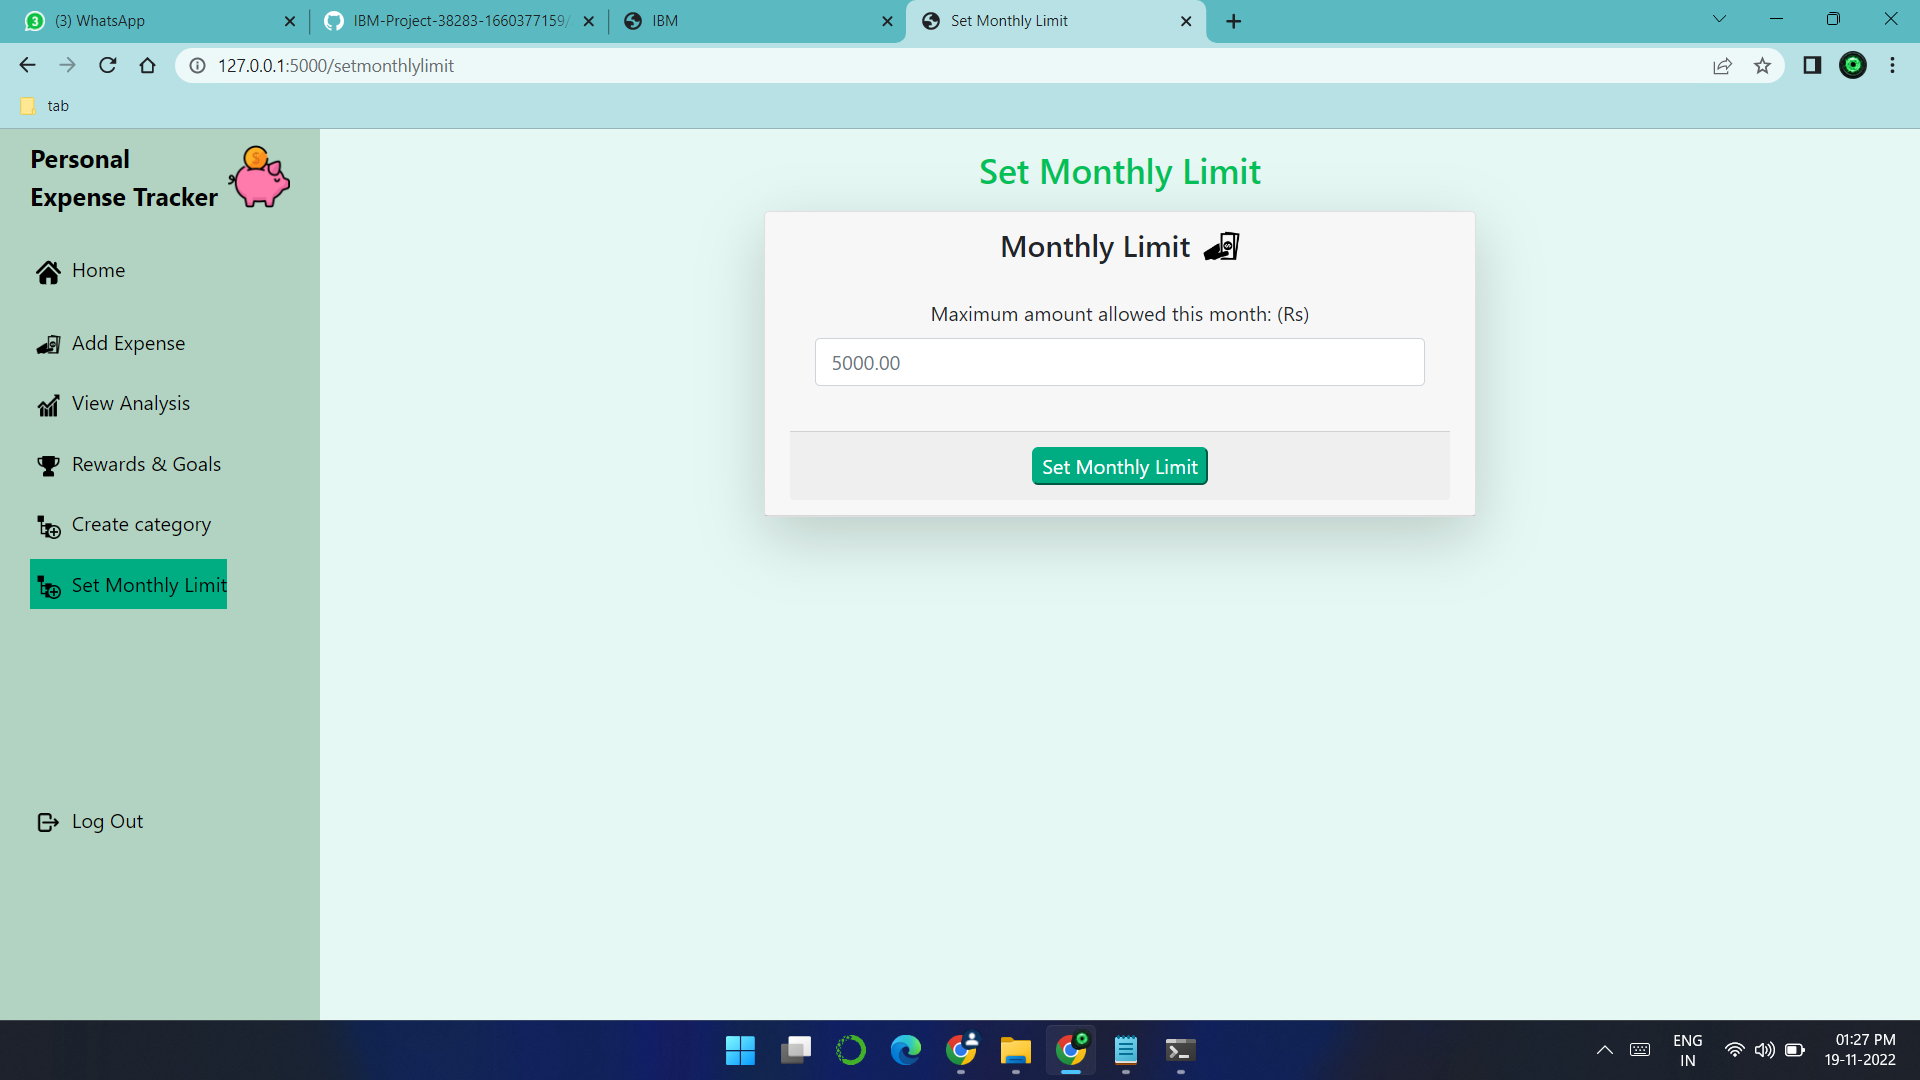 (3) WhatsApp
IBM-Project-38283-1660377159/
IBM
Set Monthly Limit
127.0.0.1:5000/setmonthlylimit
tab
Personal
Expense Tracker
Home
Add Expense
View Analysis
Rewards & Goals
Create category
Set Monthly Limit
Log Out
Set Monthly Limit
Monthly Limit
Maximum amount allowed this month: (Rs)
5000.00
Set Monthly Limit
ENG
IN
01:27 PM
19-11-2022